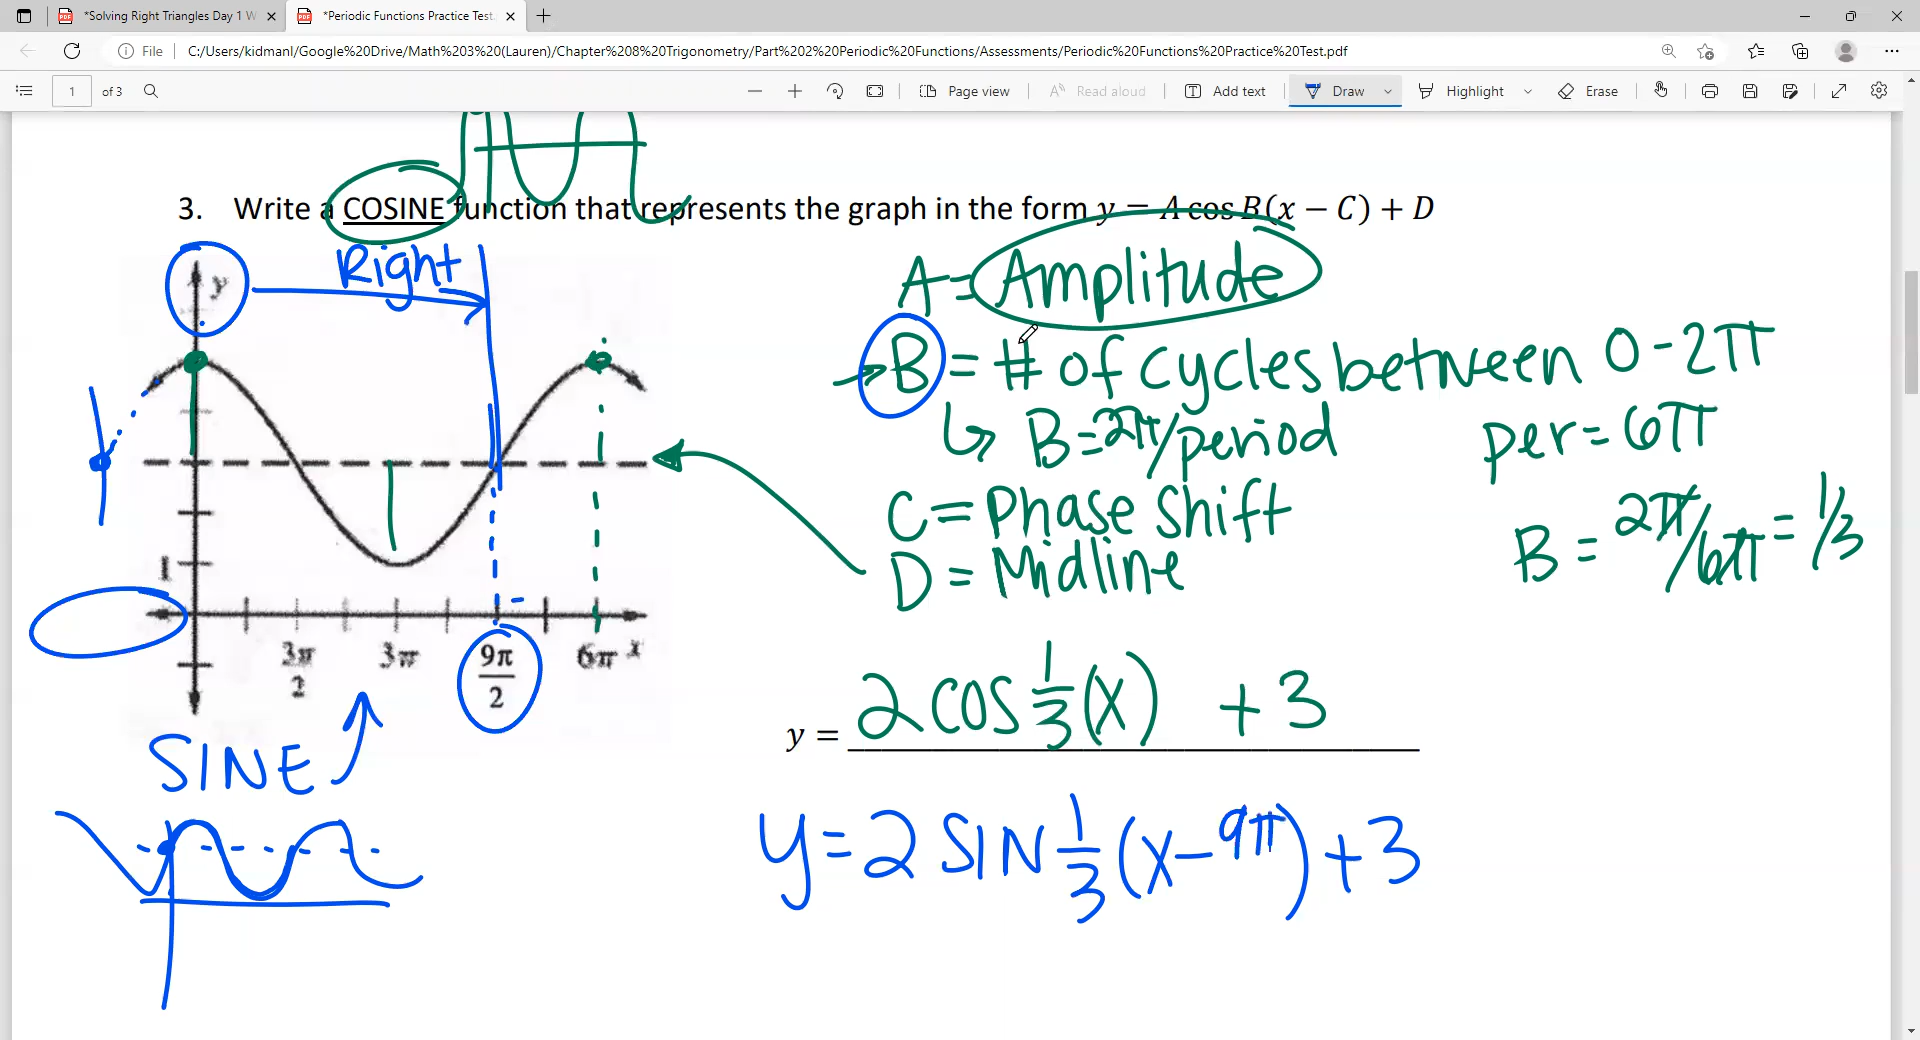 *Solving Right Triangles Day 1 W
*Periodic Functions Practice Test.
File
C:/Users/kidmanl/Google%20Drive/Math%203%20(Lauren)/Chapter%208%20Trigonometry/Part%202%20Periodic%20Functions/Assessments/Periodic%20Functions%20Practice%20Test.pdf
1 of 3
Page view
Read aloud
Add text
Draw
Highlight
Erase
3. Write a COSINE function that represents the graph in the form y = A cos B(x − C) + D
Right
y
A = Amplitude
B = # of cycles between 0 - 2π
↳ B = 2π/period
per = 6π
C = Phase Shift
B = 2π/6π = 1/3
D = Midline
1
3π/2 3π 9π/2 6π x
y = 2 cos 1/3 (x) + 3
SINE
y = 2 SIN 1/3 (x - 9π) + 3